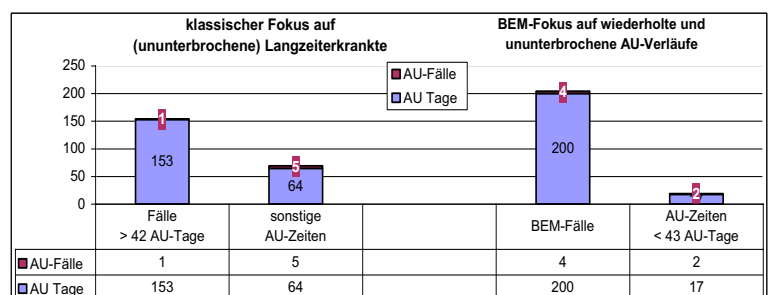 klassischer Fokus auf
(ununterbrochene) Langzeiterkrankte
BEM-Fokus auf wiederholte und
ununterbrochene AU-Verläufe
250
200
150
100
50
0
AU-Fälle
AU Tage
1
153
5
64
4
200
2
Fälle
> 42 AU-Tage
sonstige
AU-Zeiten
BEM-Fälle
AU-Zeiten
< 43 AU-Tage
AU-Fälle 1 5 4 2
AU Tage 153 64 200 17